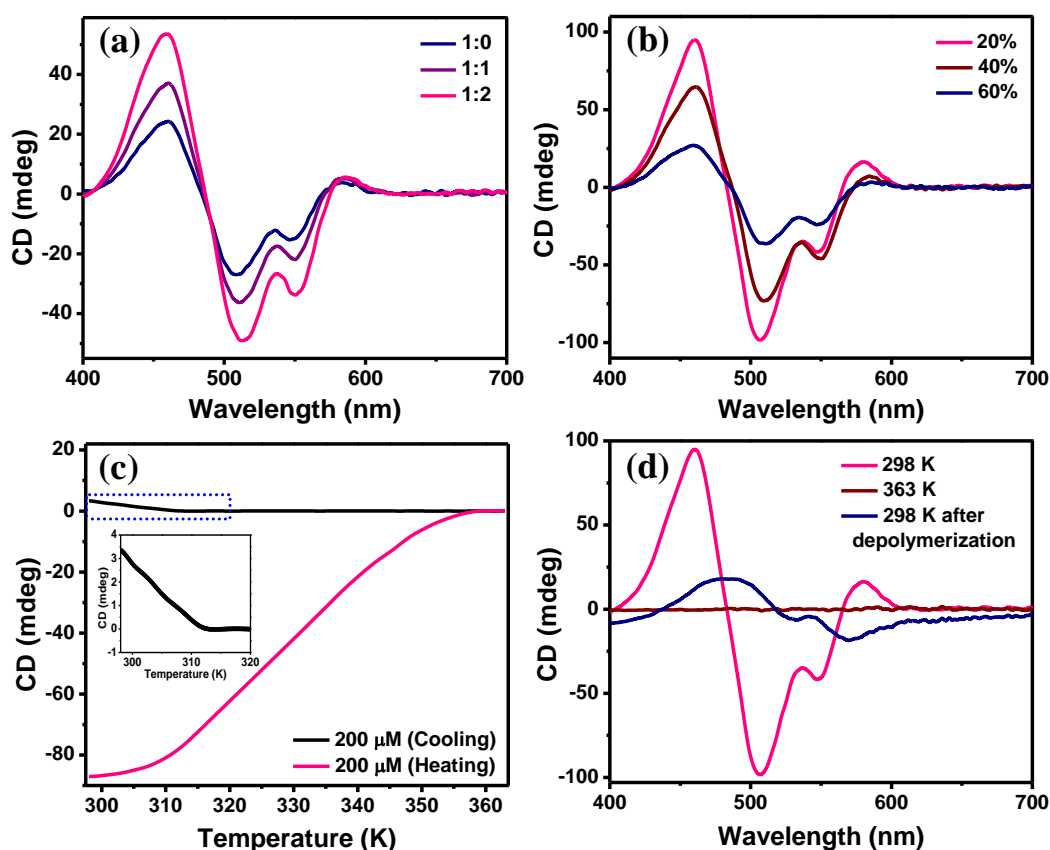 (a)
1:0
1:1
1:2
CD (mdeg)
40
20
0
-20
-40
400 500 600 700
Wavelength (nm)
(b)
20%
40%
60%
CD (mdeg)
100
50
0
-50
-100
400 500 600 700
Wavelength (nm)
(c)
CD (mdeg)
20
0
-20
-40
-60
-80
300 310 320 330 340 350 360
Temperature (K)
CD (mdeg)
4
3
2
1
0
-1
300 310 320
Temperature (K)
200 μM (Cooling)
200 μM (Heating)
(d)
298 K
363 K
298 K after
depolymerization
CD (mdeg)
100
50
0
-50
-100
400 500 600 700
Wavelength (nm)